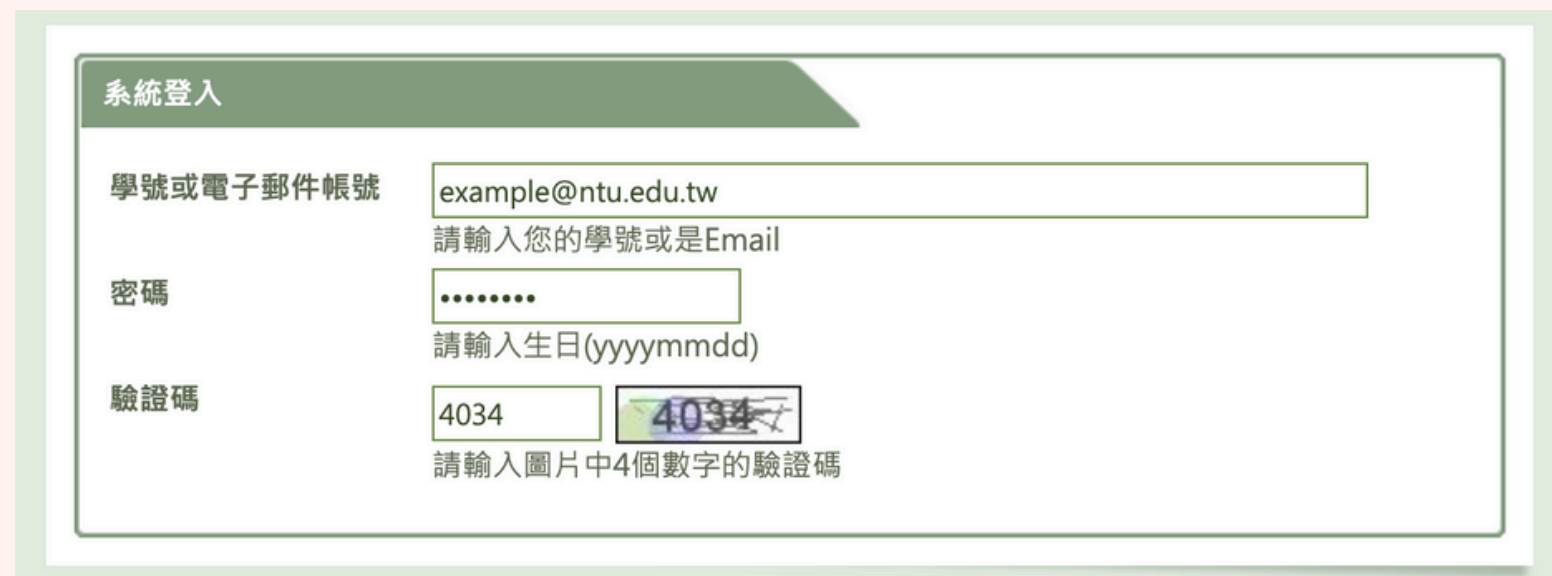 系統登入
學號或電子郵件帳號 example@ntu.edu.tw
請輸入您的學號或是Email
密碼 ••••••••
請輸入生日(yyyymmdd)
驗證碼 4034 4034
請輸入圖片中4個數字的驗證碼